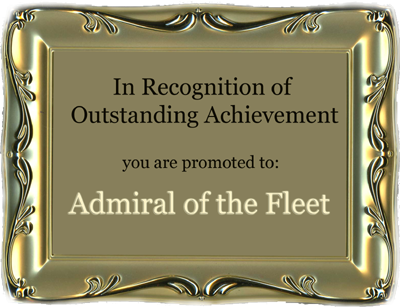 In Recognition of
Outstanding Achievement
you are promoted to:
Admiral of the Fleet